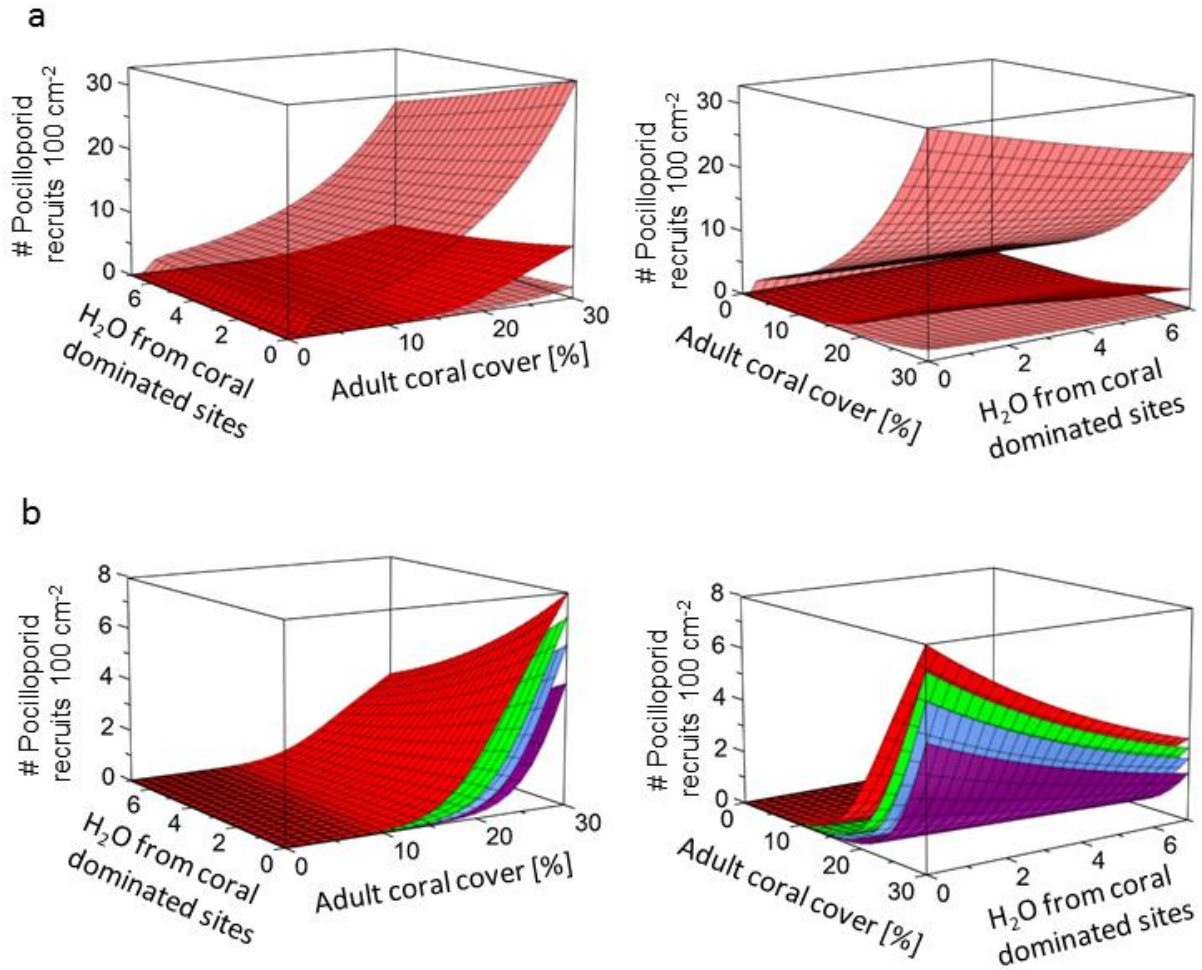 a
30
20
10
0
# Pocilloporid
recruits 100 cm-2
6
4
2
0
H2O from coral
dominated sites
0
10
20
30
Adult coral cover [%]
30
20
10
0
# Pocilloporid
recruits 100 cm-2
0
10
20
30
Adult coral cover [%]
0
2
4
6
H2O from coral
dominated sites
b
8
6
4
2
0
# Pocilloporid
recruits 100 cm-2
6
4
2
0
H2O from coral
dominated sites
0
10
20
30
Adult coral cover [%]
8
6
4
2
0
# Pocilloporid
recruits 100 cm-2
0
10
20
30
Adult coral cover [%]
0
2
4
6
H2O from coral
dominated sites